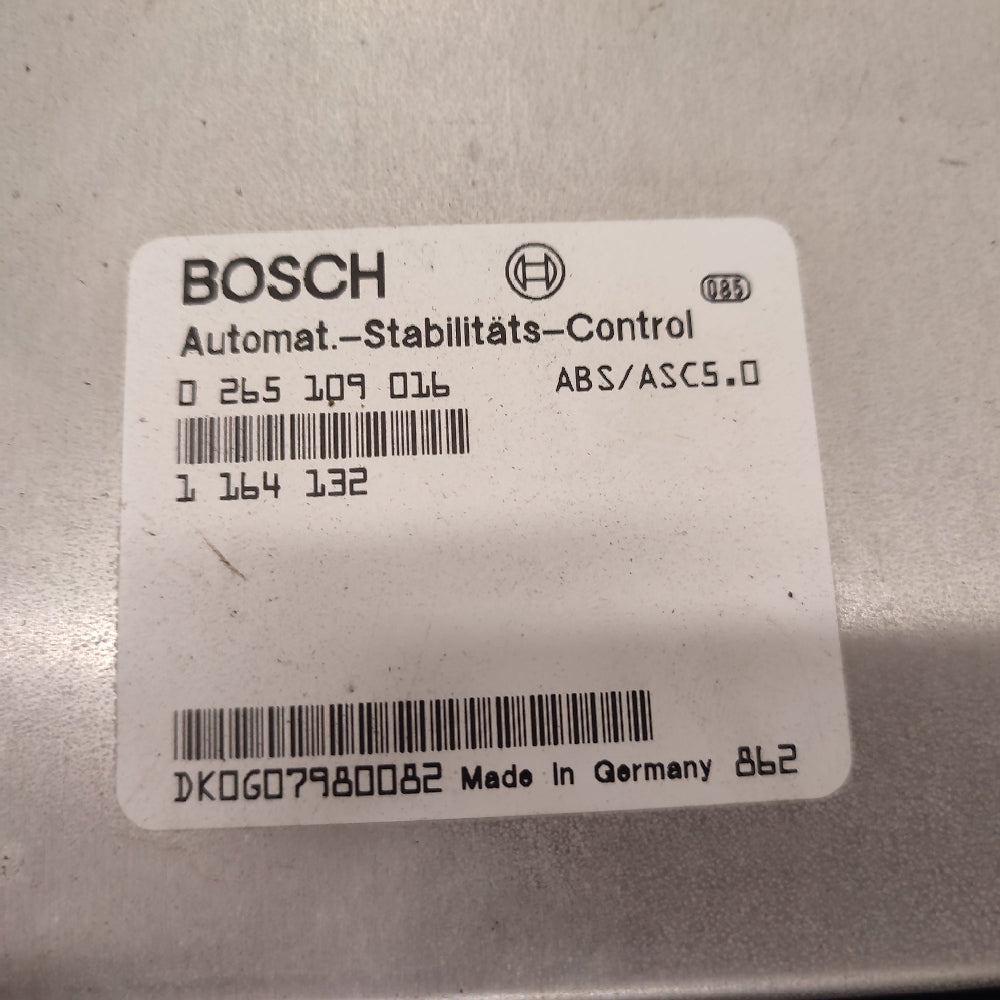 BOSCH
085
Automat.-Stabilitäts-Control
0 265 109 016 ABS/ASC5.0
1 164 132
DK0G07980082 Made in Germany 862